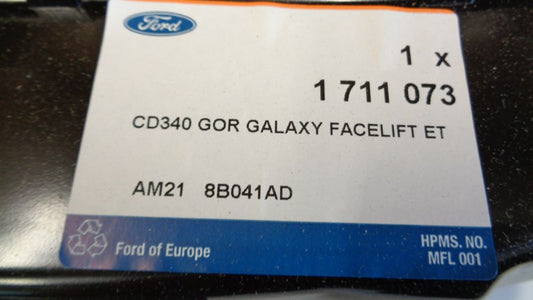 Ford
1 x
1 711 073
CD340 GOR GALAXY FACELIFT ET
AM21 8B041AD
Ford of Europe
HPMS. NO.
MFL 001